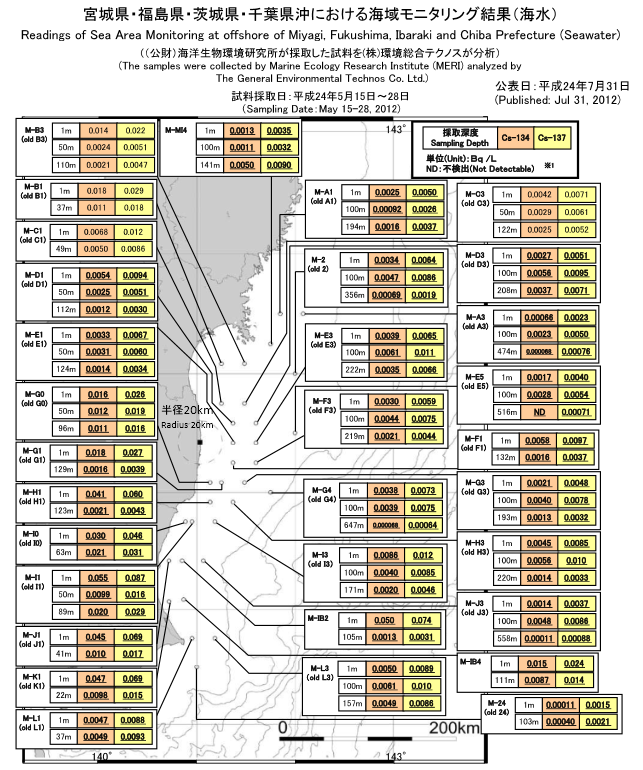 宮城県・福島県・茨城県・千葉県沖における海域モニタリング結果(海水)
Readings of Sea Area Monitoring at offshore of Miyagi, Fukushima, Ibaraki and Chiba Prefecture (Seawater)
((公財)海洋生物環境研究所が採取した試料を(株)環境総合テクノスが分析)
(The samples were collected by Marine Ecology Research Institute (MERI) analyzed by
The General Environmental Technos Co. Ltd.)
公表日：平成24年7月31日
(Published: Jul 31, 2012)
試料採取日：平成24年5月15日～28日
(Sampling Date: May 15-28, 2012)
143°
採取深度
Sampling Depth Cs-134 Cs-137
単位(Unit): Bq /L
ND: 不検出(Not Detectable) ※1
M-B3 (old B3)
1m 0.014 0.022
50m 0.0024 0.0051
110m 0.0021 0.0047
M-MI4
1m 0.0013 0.0035
100m 0.0011 0.0032
141m 0.0050 0.0090
M-B1 (old B1)
1m 0.018 0.029
37m 0.011 0.018
M-C1 (old C1)
1m 0.0068 0.012
49m 0.0050 0.0086
M-D1 (old D1)
1m 0.0054 0.0094
50m 0.0025 0.0051
112m 0.0012 0.0030
M-E1 (old E1)
1m 0.0033 0.0067
50m 0.0031 0.0060
124m 0.0014 0.0034
M-G0 (old G0)
1m 0.016 0.026
50m 0.012 0.019
96m 0.011 0.016
M-G1 (old G1)
1m 0.018 0.027
129m 0.0016 0.0039
M-H1 (old H1)
1m 0.041 0.060
123m 0.0021 0.0043
M-I0 (old I0)
1m 0.030 0.046
63m 0.021 0.031
M-I1 (old I1)
1m 0.055 0.087
50m 0.0099 0.016
89m 0.020 0.029
M-J1 (old J1)
1m 0.045 0.069
41m 0.010 0.017
M-K1 (old K1)
1m 0.047 0.069
22m 0.0098 0.015
M-L1 (old L1)
1m 0.0047 0.0088
37m 0.0049 0.0093
半径20km
Radius 20km
M-A1 (old A1)
1m 0.0025 0.0050
100m 0.00092 0.0026
194m 0.0016 0.0037
M-2 (old 2)
1m 0.0034 0.0064
100m 0.0047 0.0086
356m 0.00069 0.0019
M-E3 (old E3)
1m 0.0039 0.0065
100m 0.0061 0.011
222m 0.0035 0.0066
M-F3 (old F3)
1m 0.0030 0.0059
100m 0.0044 0.0075
219m 0.0021 0.0044
M-G4 (old G4)
1m 0.0038 0.0073
100m 0.0039 0.0075
647m 0.000068 0.00064
M-I3 (old I3)
1m 0.0086 0.012
100m 0.0040 0.0085
171m 0.0020 0.0046
M-IB2
1m 0.050 0.074
105m 0.0013 0.0031
M-L3 (old L3)
1m 0.0050 0.0089
100m 0.0061 0.010
157m 0.0049 0.0086
M-C3 (old C3)
1m 0.0042 0.0071
50m 0.0029 0.0061
122m 0.0025 0.0052
M-D3 (old D3)
1m 0.0027 0.0051
100m 0.0056 0.0095
208m 0.0037 0.0071
M-A3 (old A3)
1m 0.00066 0.0023
100m 0.0023 0.0050
474m 0.00076
M-E5 (old E5)
1m 0.0017 0.0040
100m 0.0028 0.0054
516m ND 0.00071
M-F1 (old F1)
1m 0.0058 0.0097
132m 0.0016 0.0037
M-G3 (old G3)
1m 0.0021 0.0048
100m 0.0040 0.0078
193m 0.0013 0.0032
M-H3 (old H3)
1m 0.0045 0.0085
100m 0.0056 0.010
220m 0.0014 0.0033
M-J3 (old J3)
1m 0.0014 0.0037
100m 0.0048 0.0086
558m 0.00011 0.00088
M-IB4
1m 0.015 0.024
111m 0.0087 0.014
M-24 (old 24)
1m 0.00011 0.0015
103m 0.00040 0.0021
0 200km
140° 143°